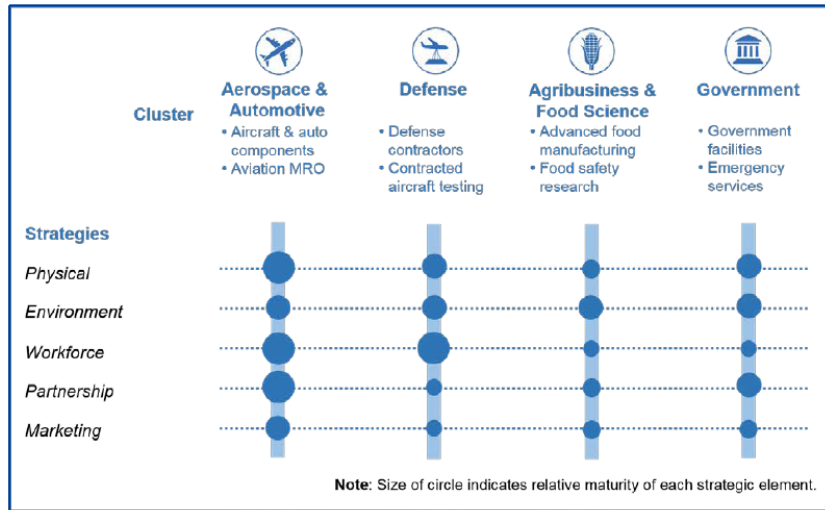 Cluster
Aerospace &
Automotive
• Aircraft & auto
components
• Aviation MRO
Defense
• Defense
contractors
• Contracted
aircraft testing
Agribusiness &
Food Science
• Advanced food
manufacturing
• Food safety
research
Government
• Government
facilities
• Emergency
services
Strategies
Physical
Environment
Workforce
Partnership
Marketing
Note: Size of circle indicates relative maturity of each strategic element.